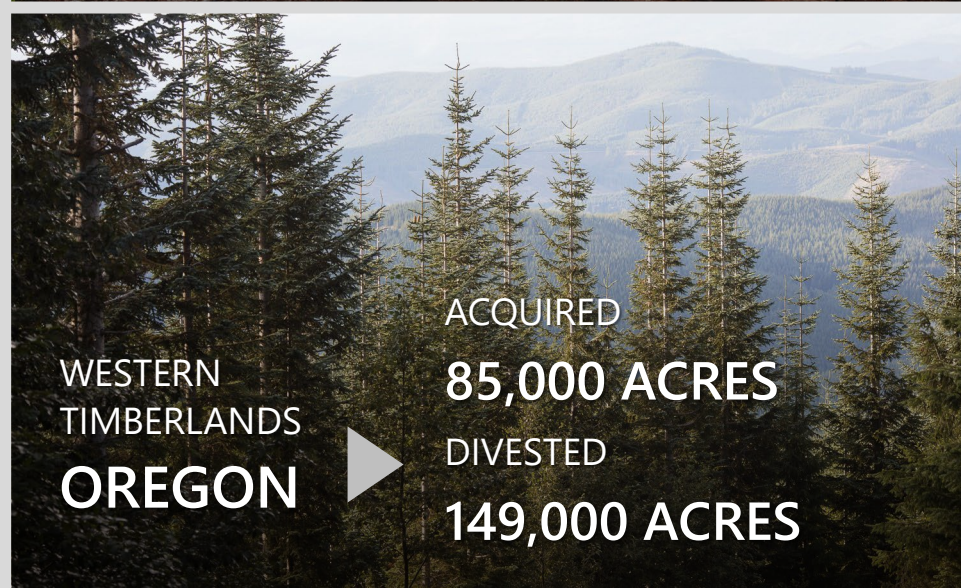 WESTERN
TIMBERLANDS
OREGON
ACQUIRED
85,000 ACRES
DIVESTED
149,000 ACRES